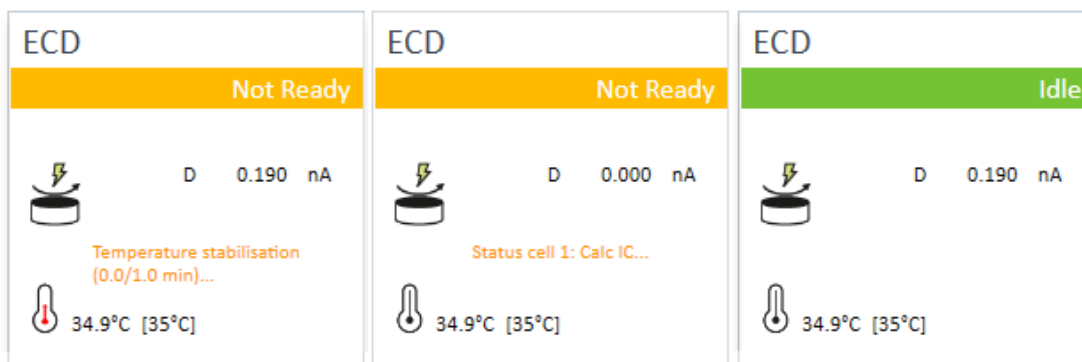 ECD
Not Ready
D 0.190 nA
Temperature stabilisation
(0.0/1.0 min)...
34.9°C [35°C]
ECD
Not Ready
D 0.000 nA
Status cell 1: Calc IC...
34.9°C [35°C]
ECD
Idle
D 0.190 nA
34.9°C [35°C]